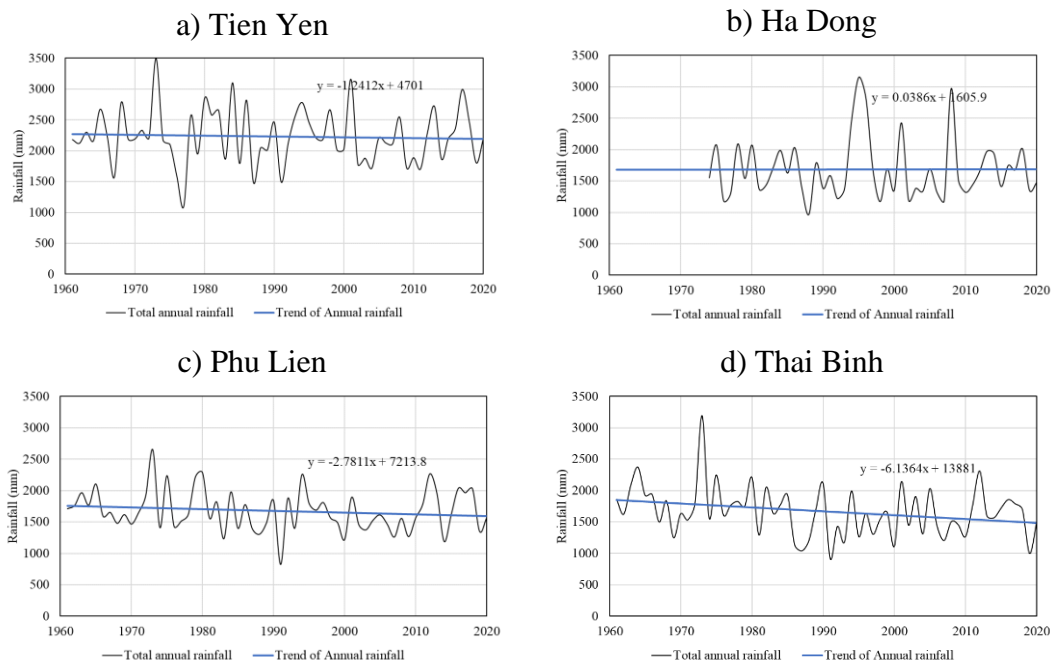 a) Tien Yen
3500
3000
2500
2000
1500
1000
500
0
Rainfall (mm)
y = -1.2412x + 4701
1960 1970 1980 1990 2000 2010 2020
Total annual rainfall Trend of Annual rainfall
b) Ha Dong
3500
3000
2500
2000
1500
1000
500
0
Rainfall (mm)
y = 0.0386x + 1605.9
1960 1970 1980 1990 2000 2010 2020
Total annual rainfall Trend of Annual rainfall
c) Phu Lien
3500
3000
2500
2000
1500
1000
500
0
Rainfall (mm)
y = -2.7811x + 7213.8
1960 1970 1980 1990 2000 2010 2020
Total annual rainfall Trend of Annual rainfall
d) Thai Binh
3500
3000
2500
2000
1500
1000
500
0
Rainfall (mm)
y = -6.1364x + 13881
1960 1970 1980 1990 2000 2010 2020
Total annual rainfall Trend of Annual rainfall